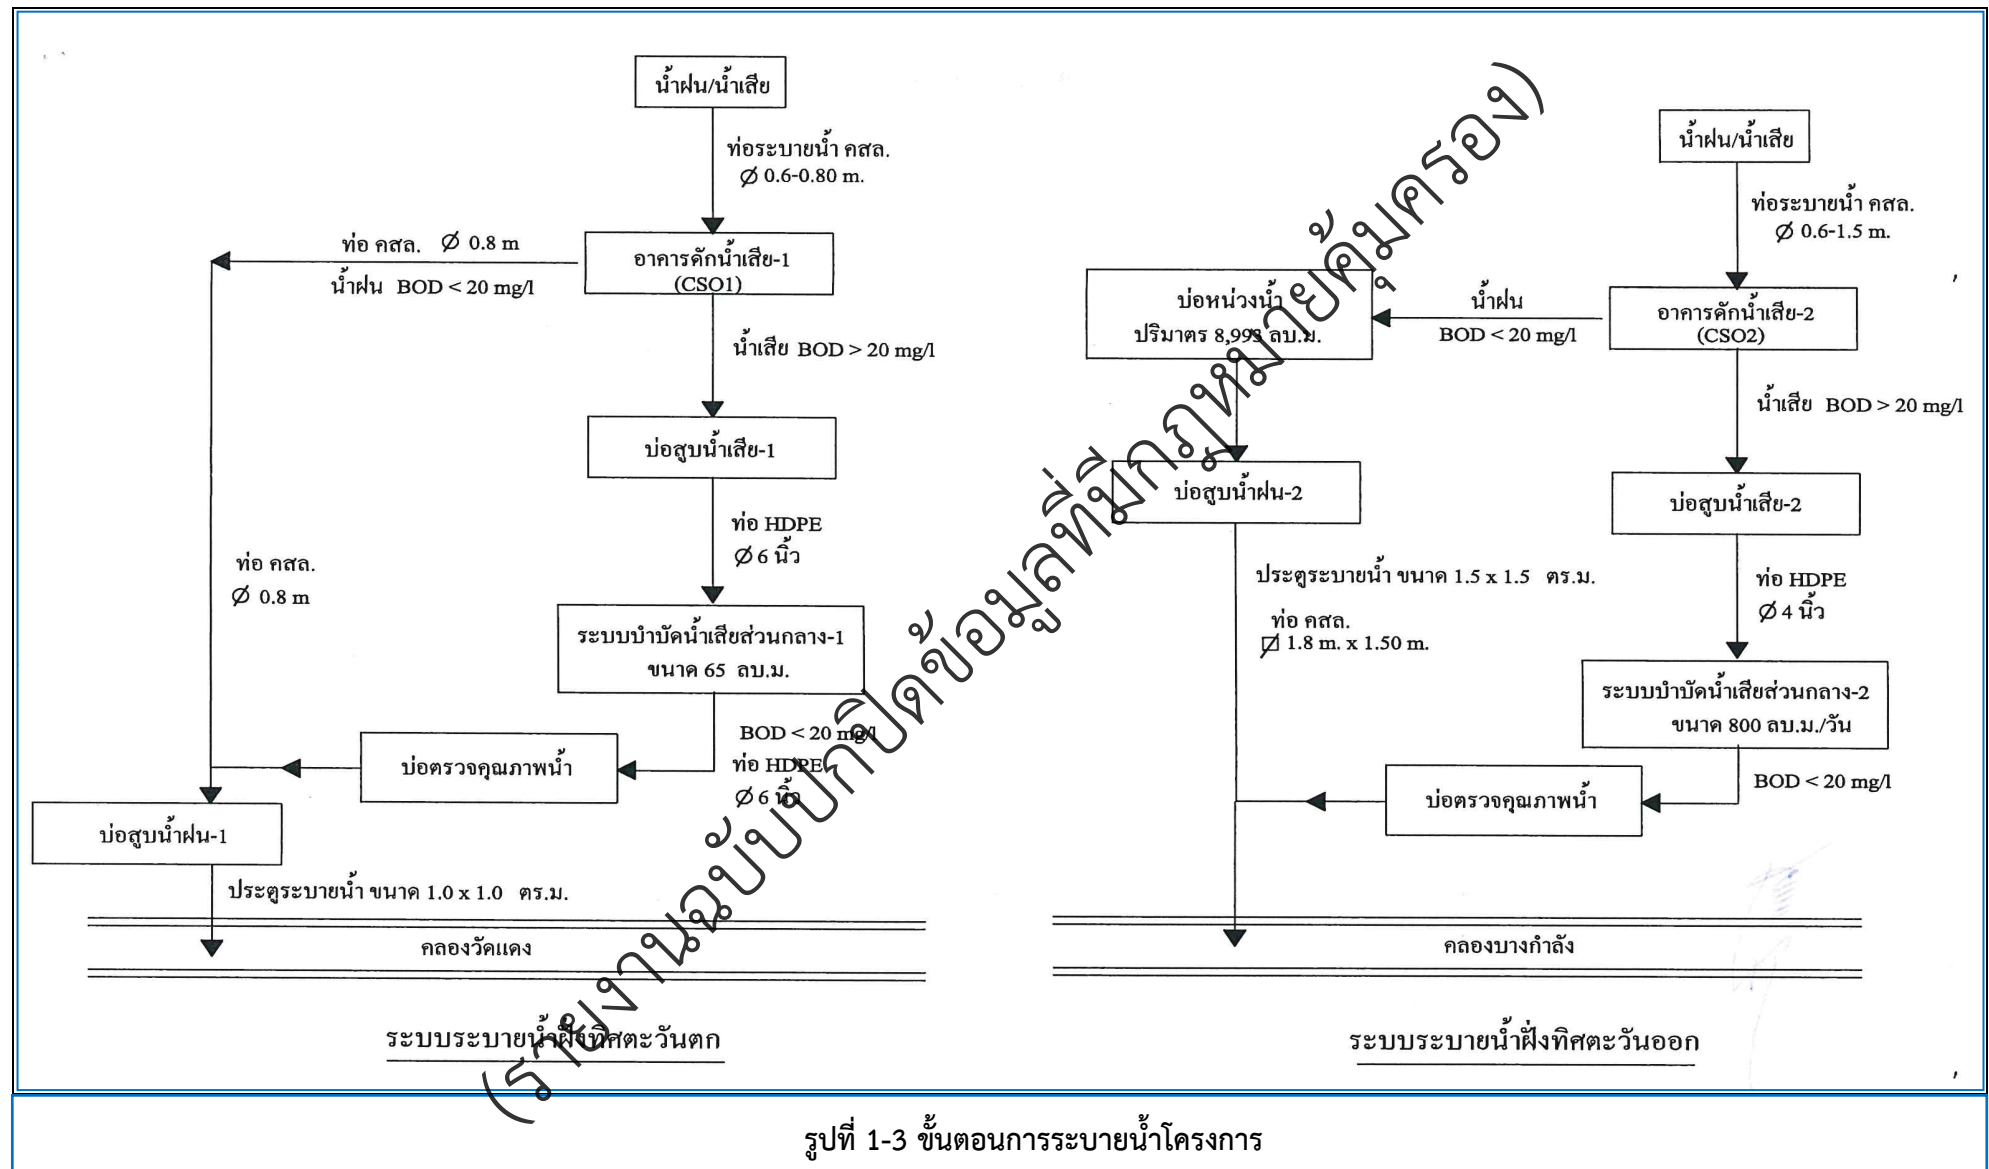 น้ำฝน/น้ำเสีย
ท่อระบายน้ำ คสล.
Ø 0.6-0.80 m.
อาคารดักน้ำเสีย-1
(CSO1)
ท่อ คสล. Ø 0.8 m
น้ำฝน BOD < 20 mg/l
น้ำเสีย BOD > 20 mg/l
บ่อสูบน้ำเสีย-1
ท่อ HDPE
Ø 6 นิ้ว
ท่อ คสล.
Ø 0.8 m
ระบบบำบัดน้ำเสียส่วนกลาง-1
ขนาด 65 ลบ.ม.
BOD < 20 mg/l
ท่อ HDPE
Ø 6 นิ้ว
บ่อตรวจคุณภาพน้ำ
บ่อสูบน้ำฝน-1
ประตูระบายน้ำ ขนาด 1.0 x 1.0 ตร.ม.
คลองวัดแดง
ระบบระบายน้ำฝั่งทิศตะวันตก
น้ำฝน/น้ำเสีย
ท่อระบายน้ำ คสล.
Ø 0.6-1.5 m.
อาคารดักน้ำเสีย-2
(CSO2)
น้ำฝน
BOD < 20 mg/l
บ่อหน่วงน้ำ
ปริมาตร 8,993 ลบ.ม.
น้ำเสีย BOD > 20 mg/l
บ่อสูบน้ำฝน-2
บ่อสูบน้ำเสีย-2
ประตูระบายน้ำ ขนาด 1.5 x 1.5 ตร.ม.
ท่อ คสล.
1.8 m. x 1.50 m.
ท่อ HDPE
Ø 4 นิ้ว
ระบบบำบัดน้ำเสียส่วนกลาง-2
ขนาด 800 ลบ.ม./วัน
BOD < 20 mg/l
บ่อตรวจคุณภาพน้ำ
คลองบางกำลัง
ระบบระบายน้ำฝั่งทิศตะวันออก
(รายงานฉบับปกปิดข้อมูลที่มีกฎหมายคุ้มครอง)
รูปที่ 1-3 ขั้นตอนการระบายน้ำโครงการ